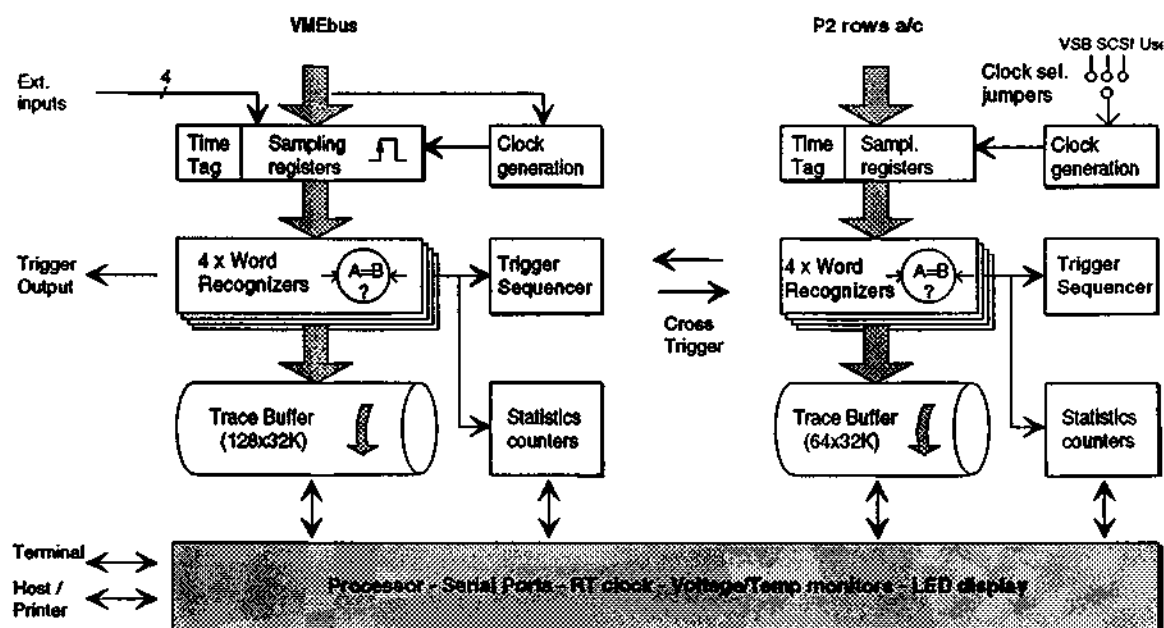 VMEbus
P2 rows a/c
VSB SCSI Use
Clock sel.
jumpers
Ext.
inputs
4
Time
Tag
Sampling
registers
Clock
generation
Time
Tag
Sampl.
registers
Clock
generation
Trigger
Output
4 x Word
Recognizers
A=B
?
Trigger
Sequencer
Cross
Trigger
4 x Word
Recognizers
A=B
?
Trigger
Sequencer
Trace Buffer
(128x32K)
Statistics
counters
Trace Buffer
(64x32K)
Statistics
counters
Terminal
Host /
Printer
Processor - Serial Ports - RT clock - Voltage/Temp monitors - LED display